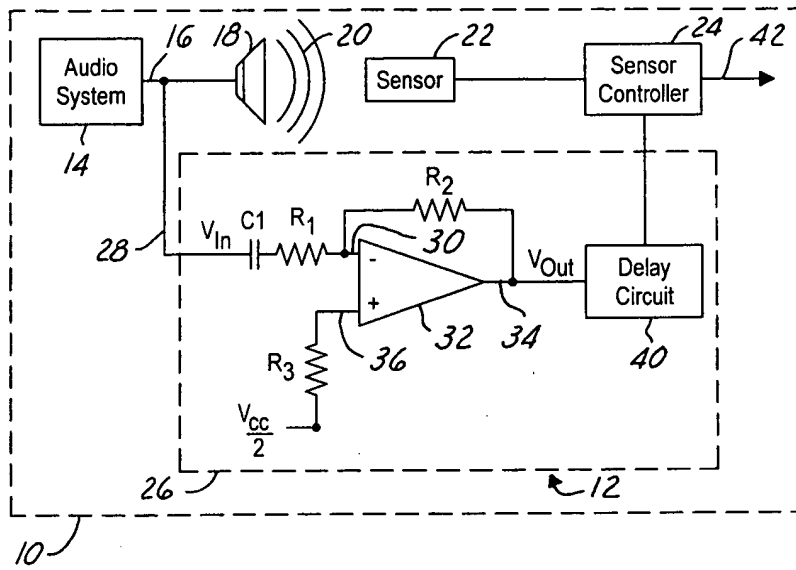 16
18
20
22
24
42
Audio
System
Sensor
Sensor
Controller
14
28
V In
C1
R1
R2
30
-
+
32
34
36
VOut
Delay
Circuit
40
R3
Vcc
2
26
12
10